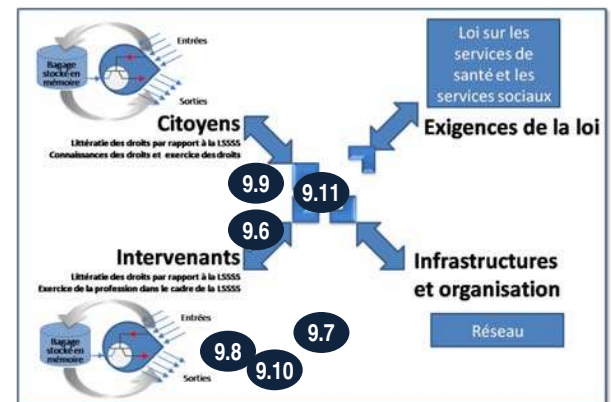 Bagage
stocké en
mémoire
Entrées
Sorties
Citoyens
Littératie des droits par rapport à la LSSSS
Connaissances des droits et exercice des droits
Loi sur les
services de
santé et les
services sociaux
Exigences de la loi
9.9
9.11
9.6
Intervenants
Littératie des droits par rapport à la LSSSS
Exercice de la profession dans le cadre de la LSSSS
Infrastructures
et organisation
Réseau
Bagage
stocké en
mémoire
Entrées
Sorties
9.8
9.10
9.7